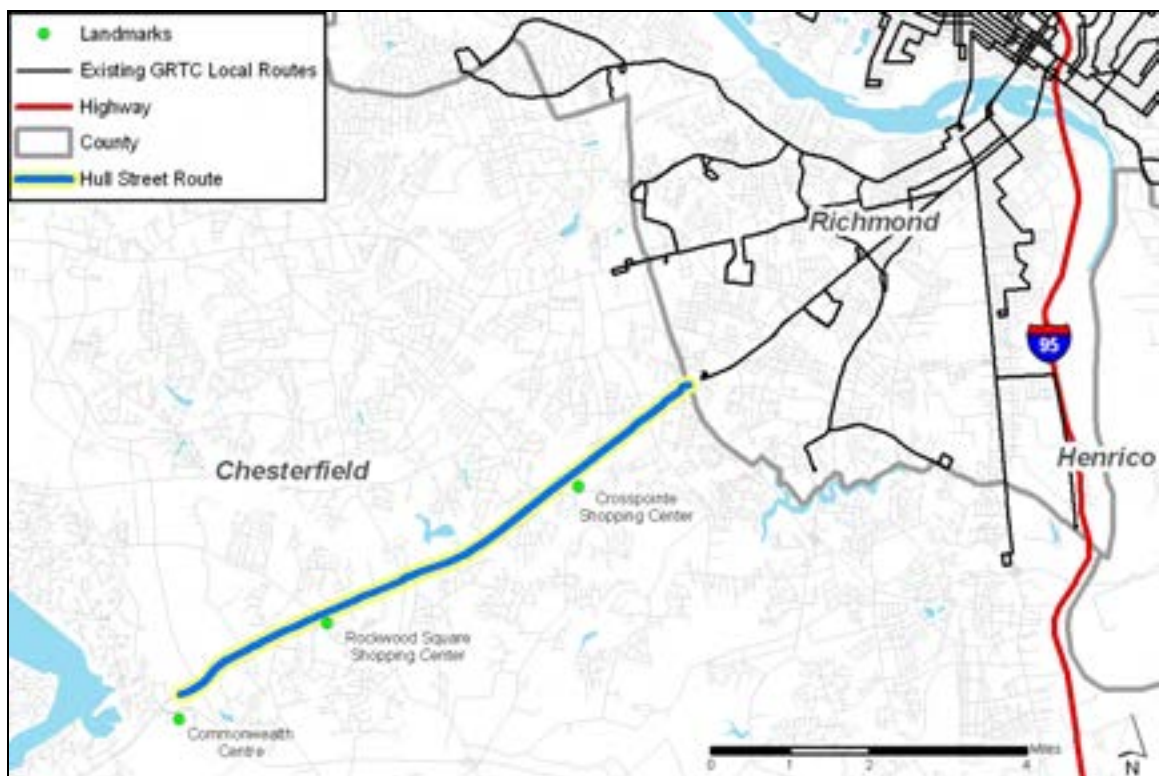 Landmarks
Existing GRTC Local Routes
Highway
County
Hull Street Route
Richmond
95
Chesterfield
Henrico
Crosspointe
Shopping Center
Rockwood Square
Shopping Center
Commonwealth
Centre
Miles
0 1 2 4
N